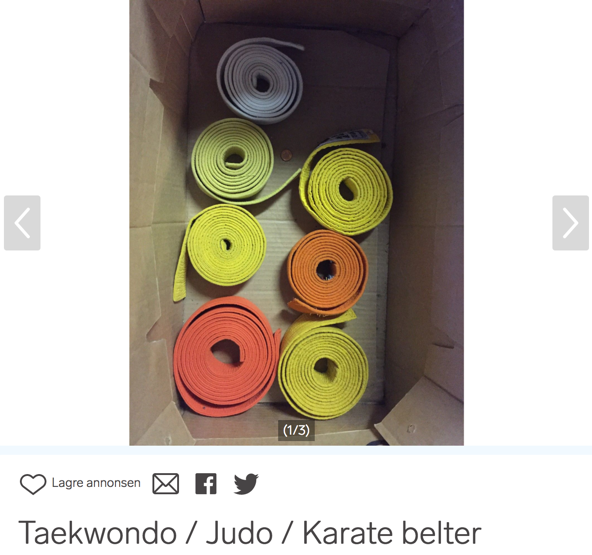 (1/3)
Lagre annonsen
Taekwondo / Judo / Karate belter